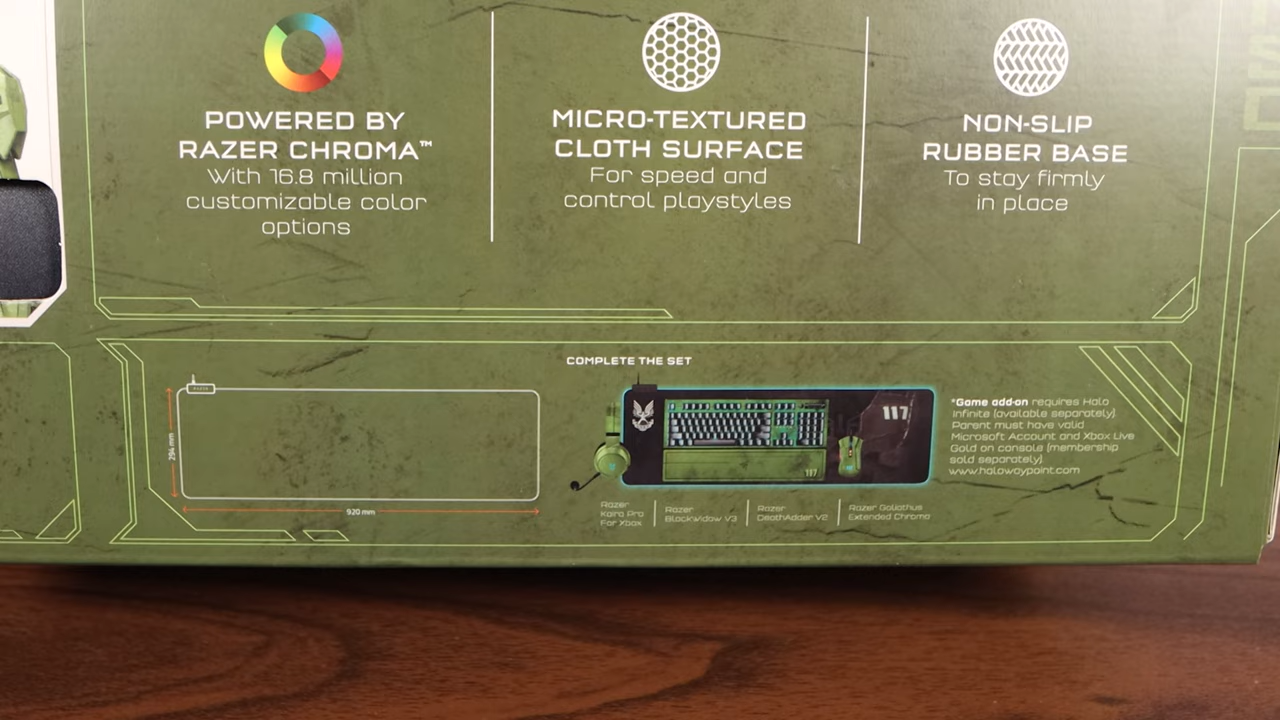 POWERED BY
RAZER CHROMA™
With 16.8 million
customizable color
options
MICRO-TEXTURED
CLOTH SURFACE
For speed and
control playstyles
NON-SLIP
RUBBER BASE
To stay firmly
in place
COMPLETE THE SET
RAZER
294 mm
920 mm
117
117
Razer
Kaira Pro
For Xbox
Razer
BlackWidow V3
Razer
DeathAdder V2
Razer Goliathus
Extended Chroma
*Game add-on requires Halo
Infinite (available separately).
Parent must have valid
Microsoft Account and Xbox Live
Gold on console (membership
sold separately).
www.halowaypoint.com